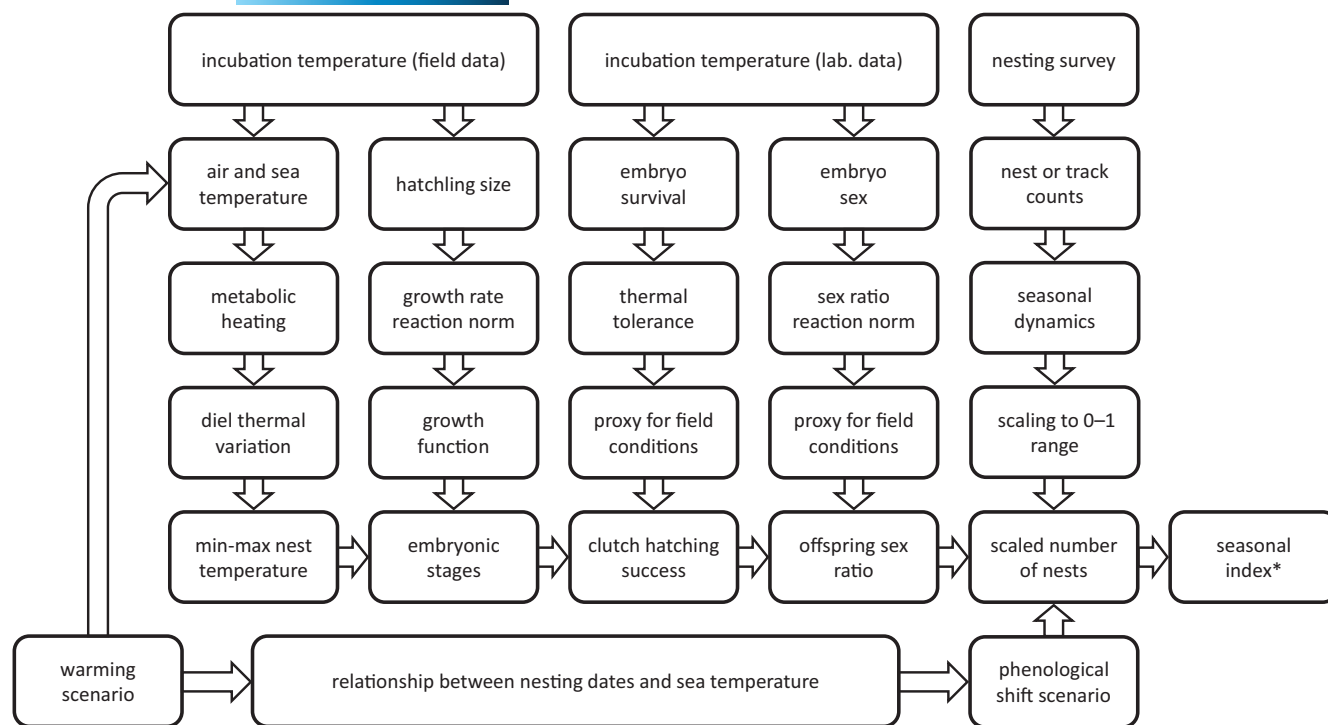 incubation temperature (field data)
incubation temperature (lab. data)
nesting survey
air and sea
temperature
hatchling size
embryo
survival
embryo
sex
nest or track
counts
metabolic
heating
growth rate
reaction norm
thermal
tolerance
sex ratio
reaction norm
seasonal
dynamics
diel thermal
variation
growth
function
proxy for field
conditions
proxy for field
conditions
scaling to 0–1
range
min-max nest
temperature
embryonic
stages
clutch hatching
success
offspring sex
ratio
scaled number
of nests
seasonal
index*
warming
scenario
relationship between nesting dates and sea temperature
phenological
shift scenario